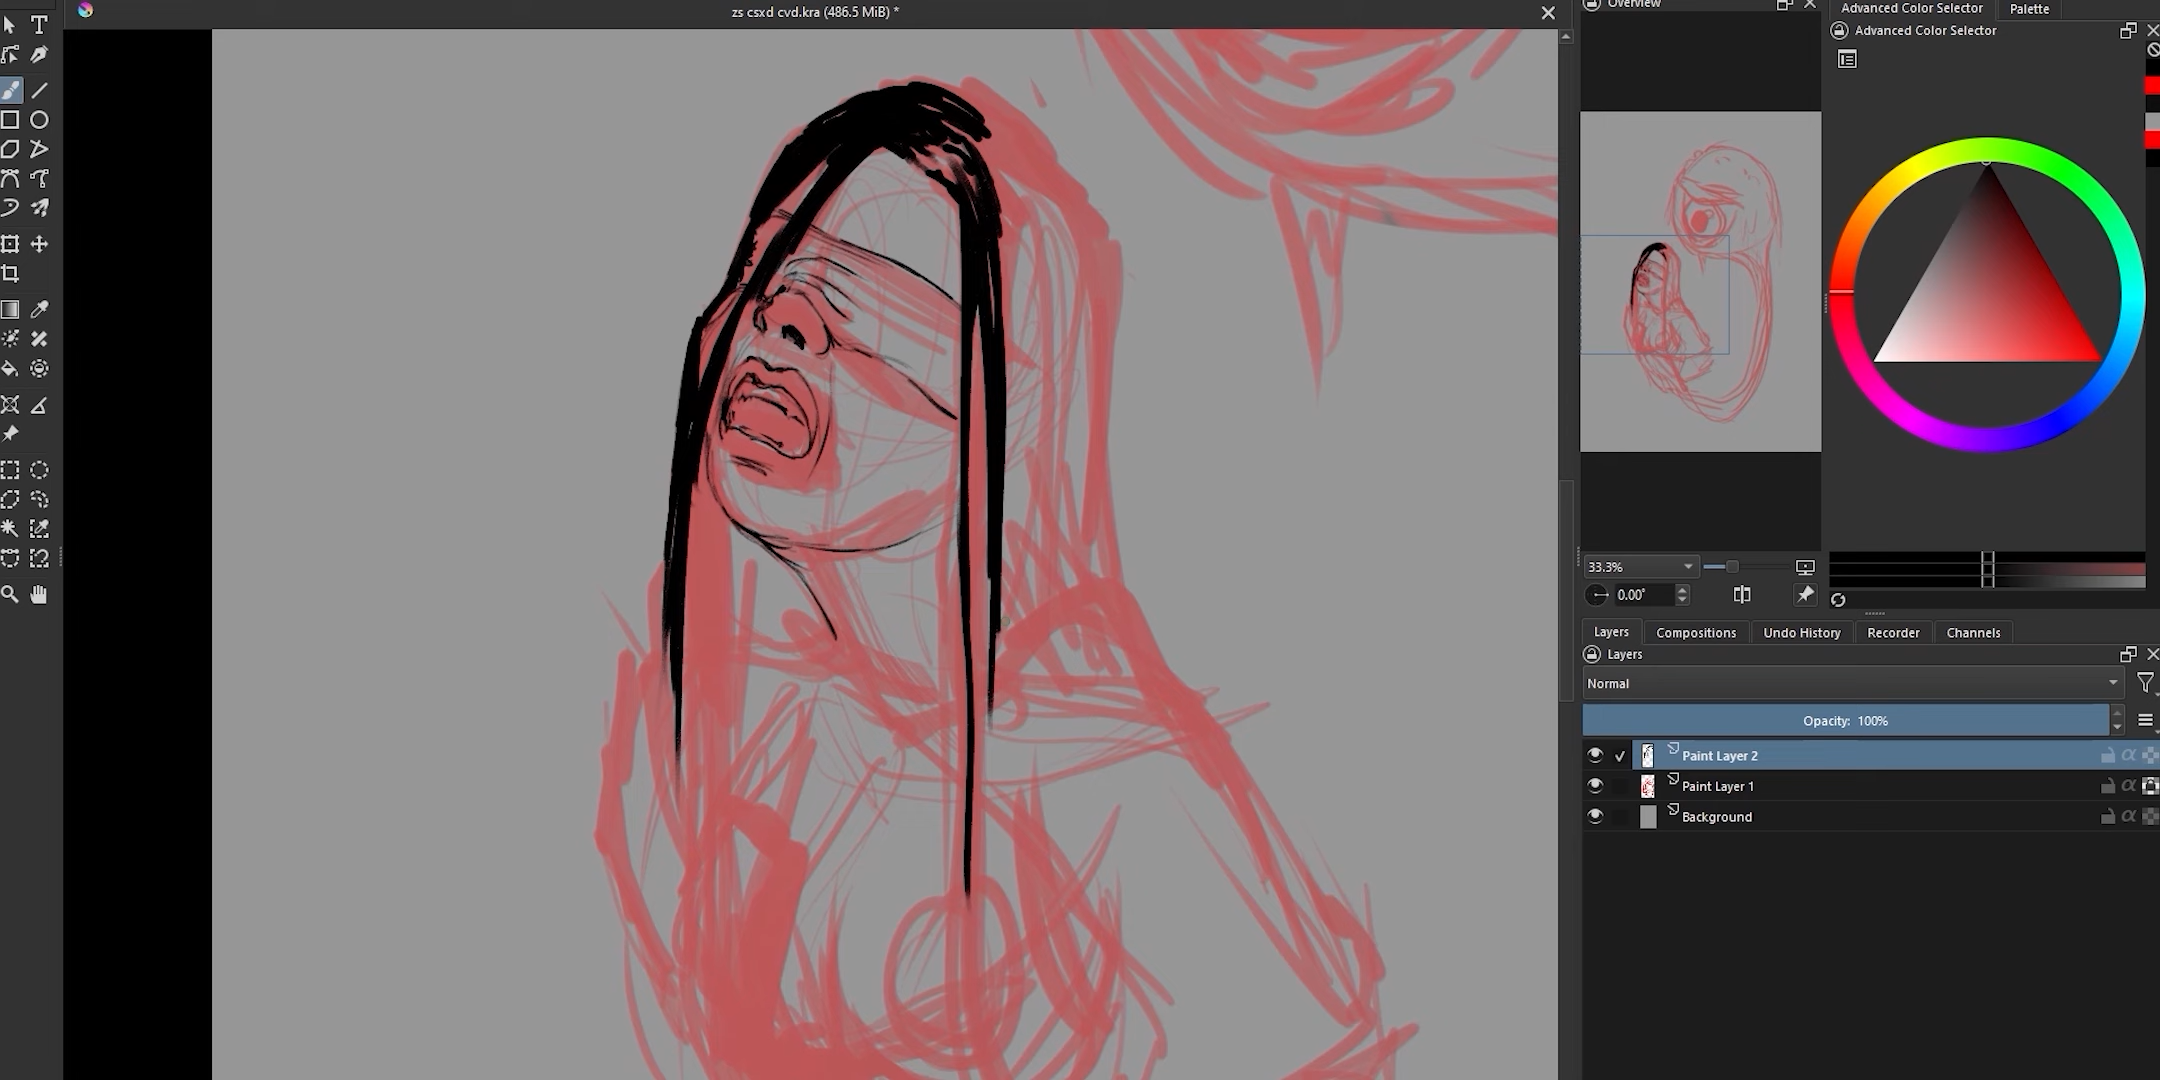 zs csxd cvd.kra (486.5 MiB) *
Overview
Advanced Color Selector
Palette
Advanced Color Selector
33.3%
0.00°
Layers
Compositions
Undo History
Recorder
Channels
Layers
Normal
Opacity: 100%
Paint Layer 2
Paint Layer 1
Background